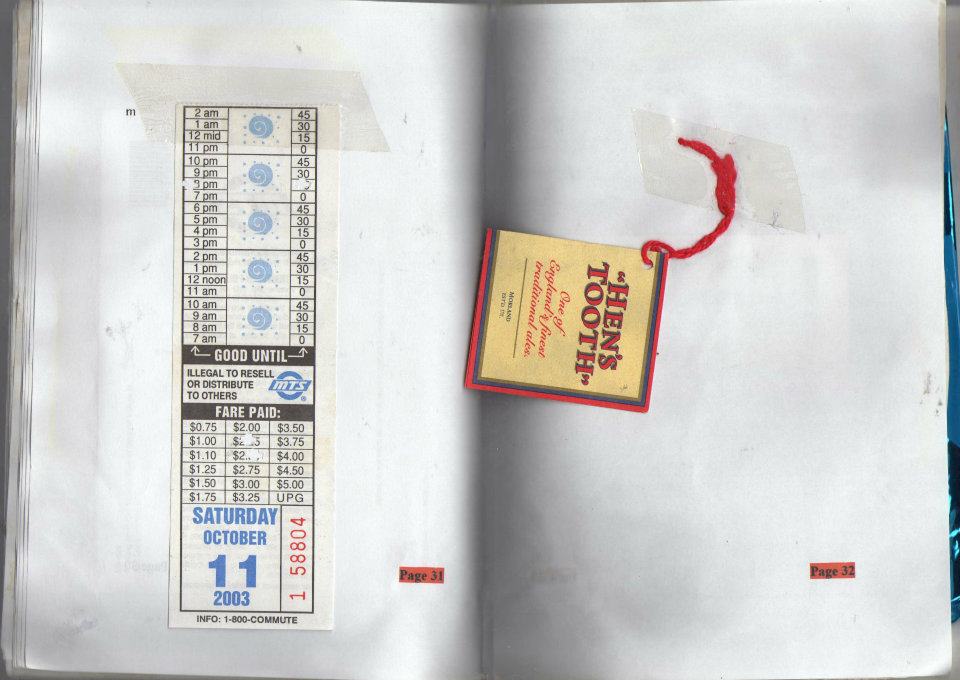 m
2 am 45
1 am 30
12 mid 15
11 pm 0
10 pm 45
9 pm 30
pm
7 pm 0
6 pm 45
5 pm 30
4 pm 15
3 pm 0
2 pm 45
1 pm 30
12 noon 15
11 am 0
10 am 45
9 am 30
8 am 15
7 am 0
GOOD UNTIL
ILLEGAL TO RESELL
OR DISTRIBUTE
TO OTHERS
MTS ®
FARE PAID:
$0.75 $2.00 $3.50
$1.00 $3.75
$1.10 $4.00
$1.25 $2.75 $4.50
$1.50 $3.00 $5.00
$1.75 $3.25 UPG
SATURDAY
OCTOBER
11
2003
1 58804
INFO: 1-800-COMMUTE
Page 31
"HEN'S
TOOTH"
One of
England's finest
traditional ales.
MORLAND
Page 32